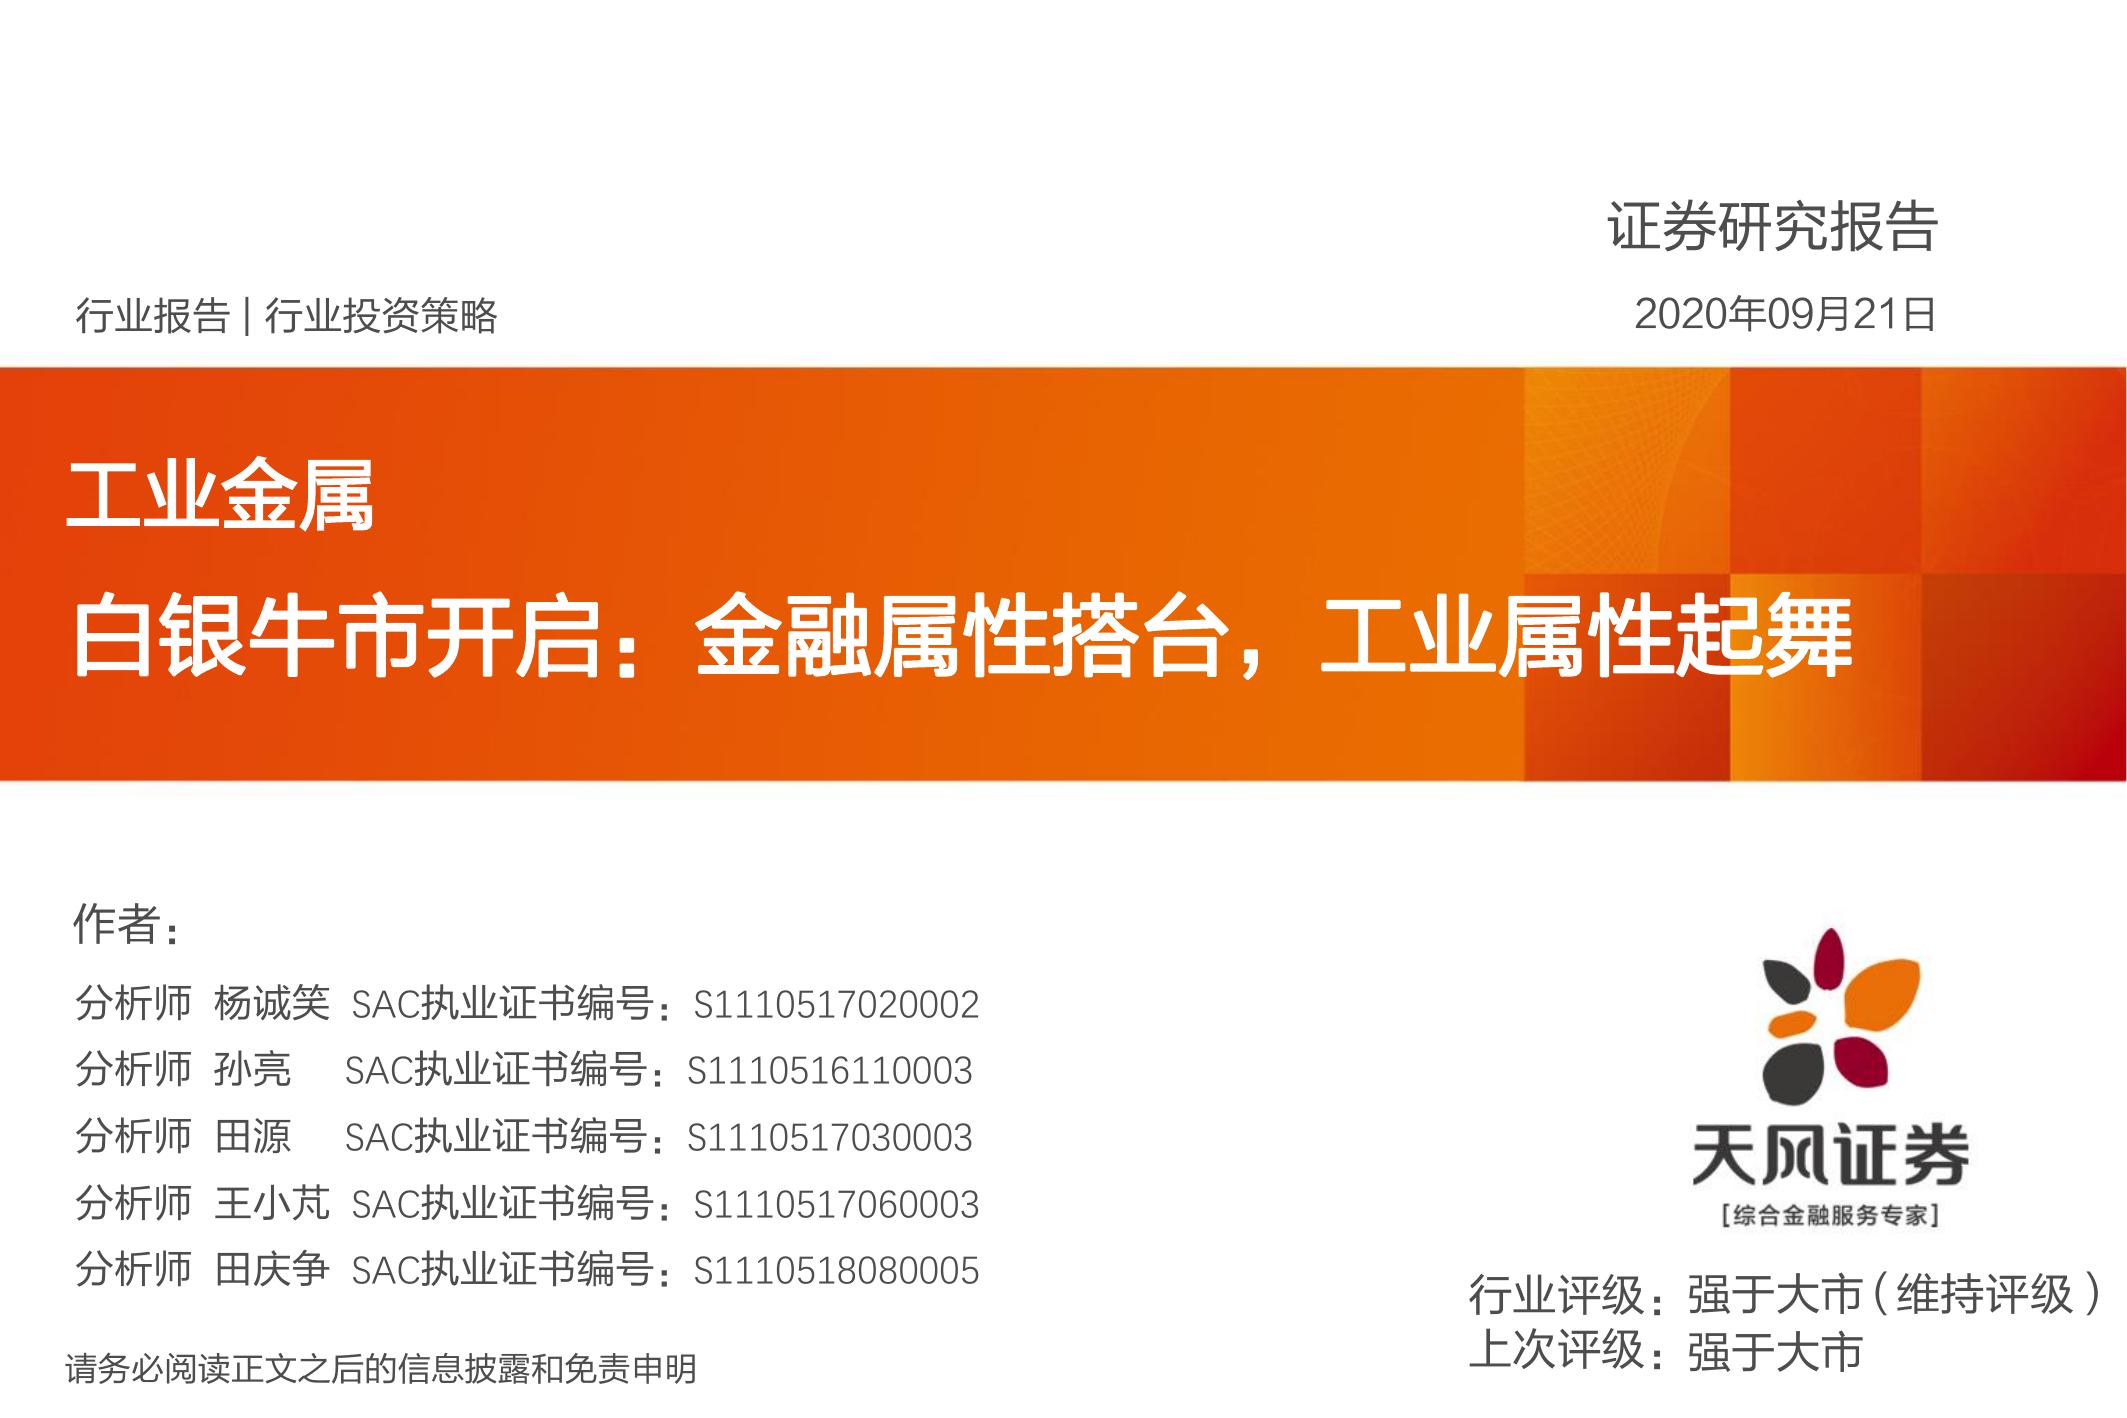 证券研究报告
行业报告 | 行业投资策略
2020年09月21日
工业金属
白银牛市开启：金融属性搭台，工业属性起舞
作者：
分析师 杨诚笑 SAC执业证书编号：S1110517020002
分析师 孙亮 SAC执业证书编号：S1110516110003
分析师 田源 SAC执业证书编号：S1110517030003
分析师 王小芃 SAC执业证书编号：S1110517060003
分析师 田庆争 SAC执业证书编号：S1110518080005
天风证券
[综合金融服务专家]
行业评级：强于大市（维持评级）
上次评级：强于大市
请务必阅读正文之后的信息披露和免责申明